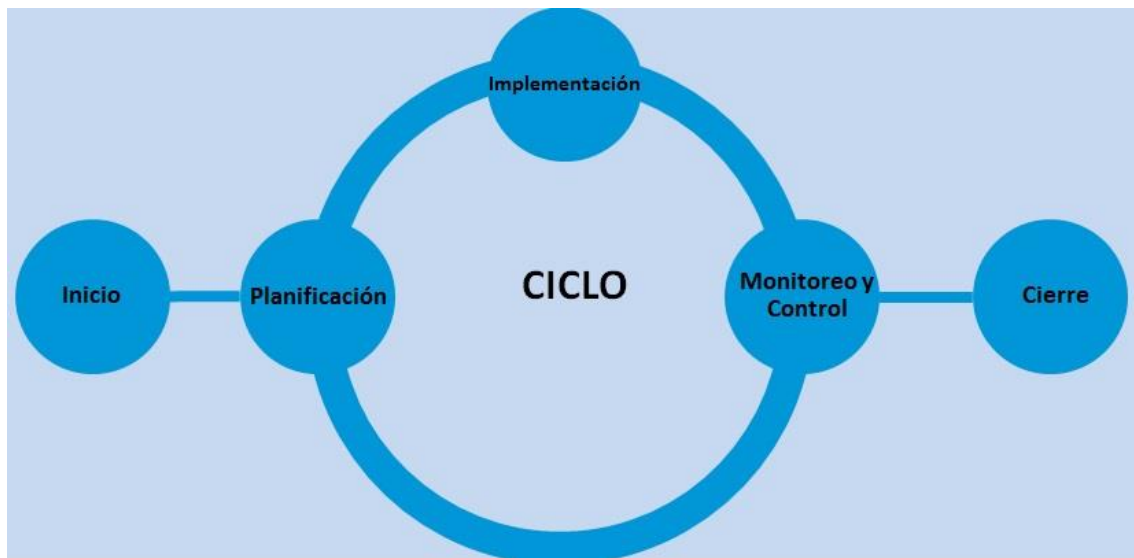 Implementación
Inicio
Planificación
CICLO
Monitoreo y
Control
Cierre